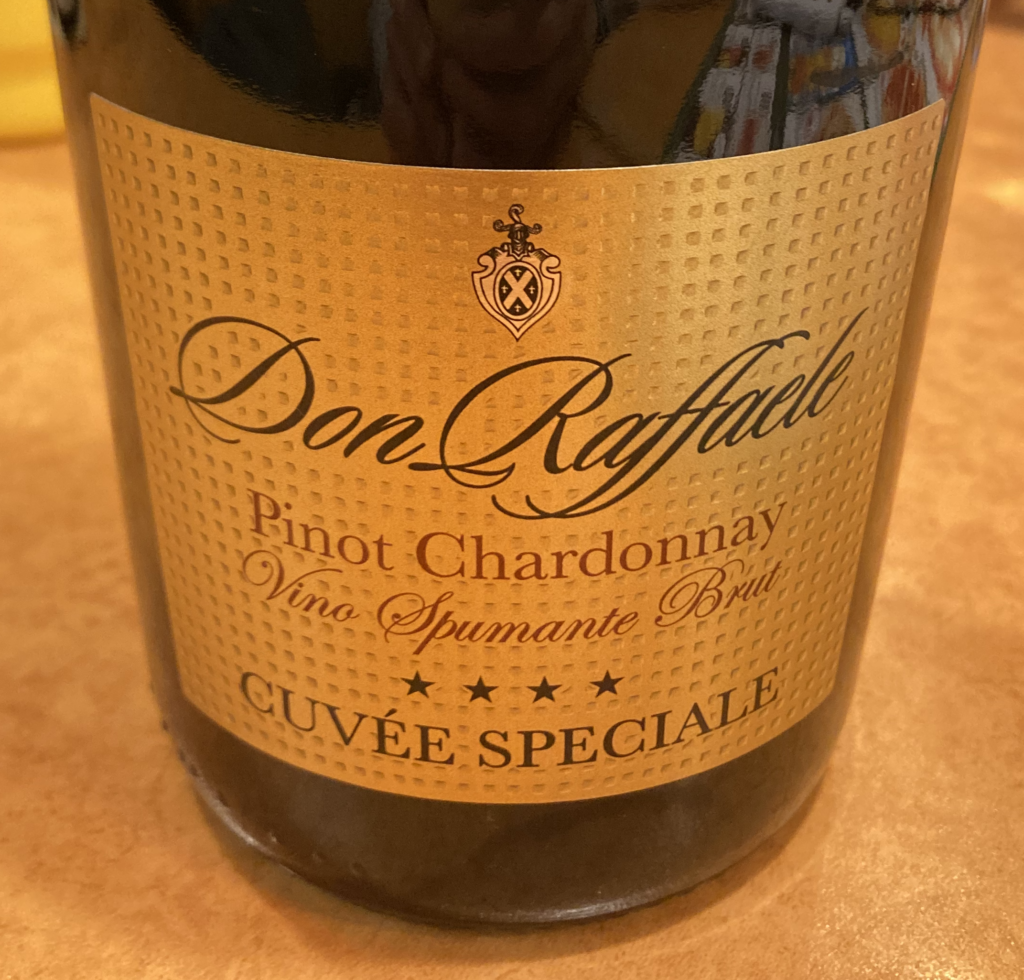 Don Raffaele
Pinot Chardonnay
Vino Spumante Brut
★ ★ ★ ★
CUVÉE SPECIALE